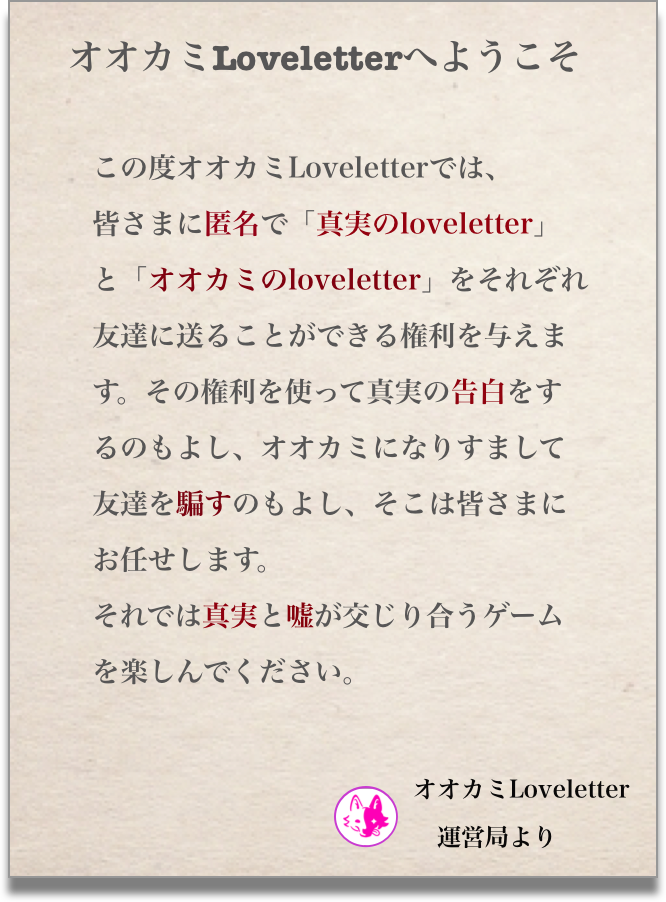 オオカミLoveletterへようこそ
この度オオカミLoveletterでは、
皆さまに匿名で「真実のloveletter」
と「オオカミのloveletter」をそれぞれ
友達に送ることができる権利を与えま
す。その権利を使って真実の告白をす
るのもよし、オオカミになりすまして
友達を騙すのもよし、そこは皆さまに
お任せします。
それでは真実と嘘が交じり合うゲーム
を楽しんでください。
オオカミLoveletter
運営局より